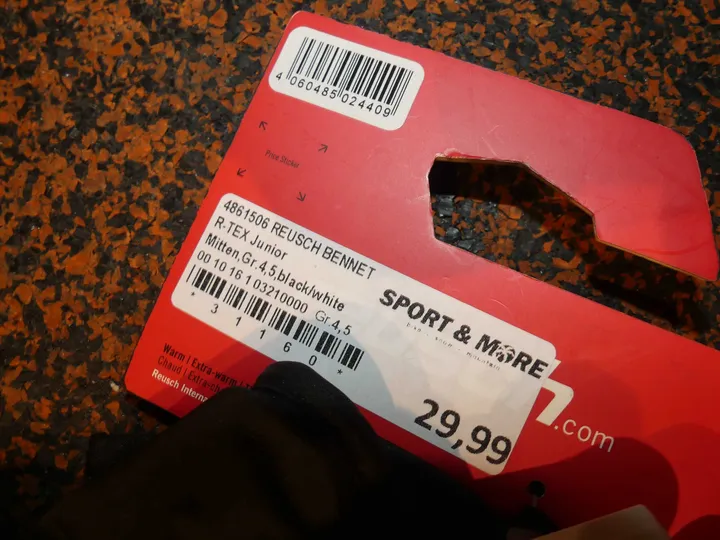 4 060485 024409
Price Sticker
4861506 REUSCH BENNET
R-TEX Junior
Mitten,Gr.4,5,black/white
00 10 16 1 03210000 Gr.4,5
* 3 1 1 6 0 *
SPORT & MORE
29,99
Warm | Extra-warm
Chaud |
Reusch
.com